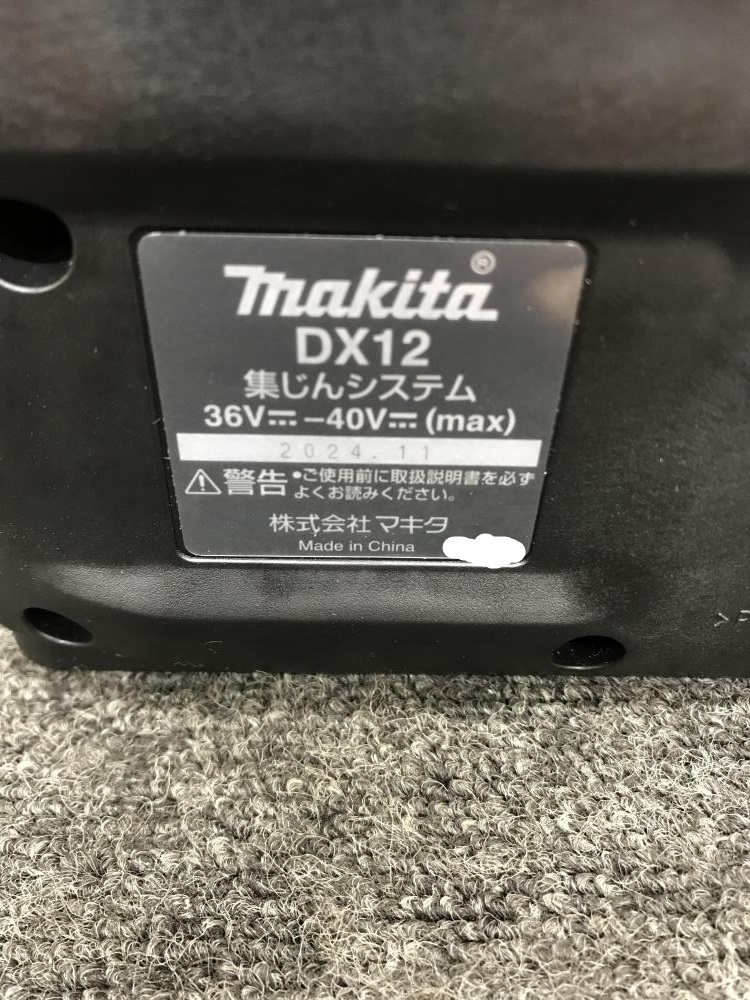 makita®
DX12
集じんシステム
36V⎓–40V⎓(max)
2024.11
⚠警告 •ご使用前に取扱説明書を必ず
よくお読みください。
株式会社マキタ
Made in China
>P